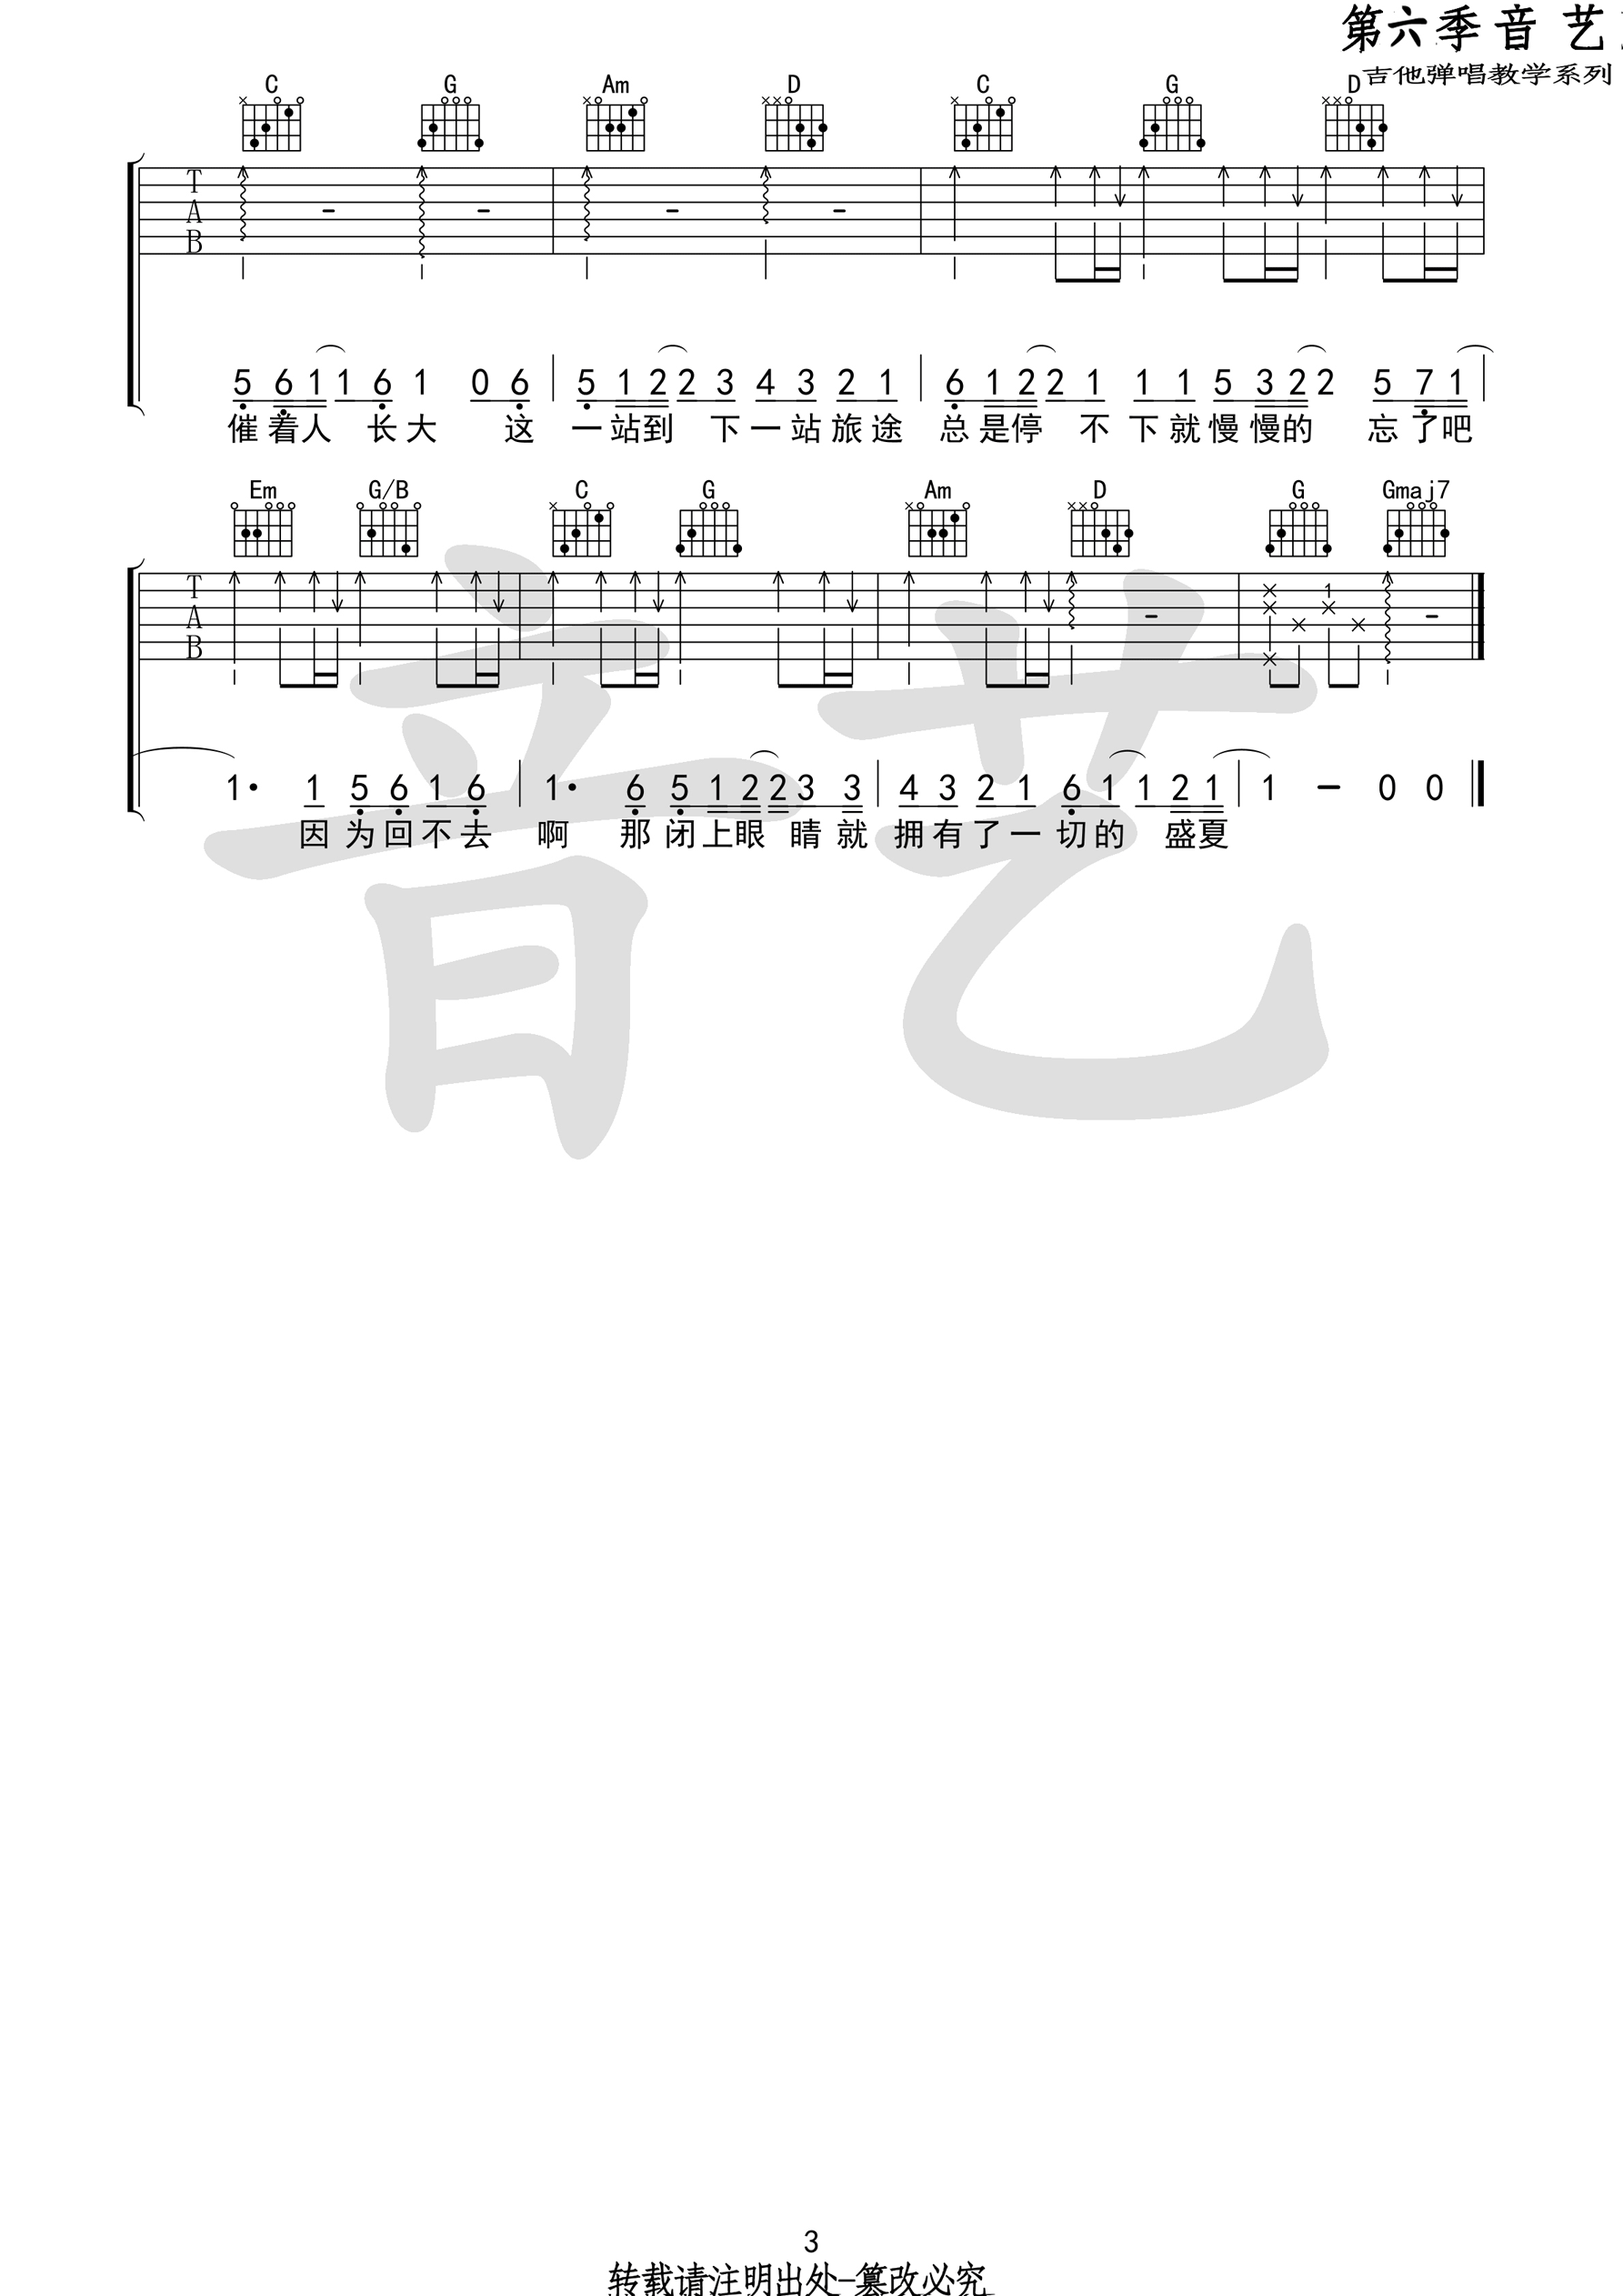 第六季音 艺
吉他弹唱教学系列
C G Am D C G D
T
A
B
5 6 1 1 6 1 0 6 5 1 2 2 3 4 3 2 1 6 1 2 2 1 1 1 5 3 2 2 5 7 1
催着人 长大 这 一站到 下一站旅途 总是停 不 下就慢慢的 忘了吧
Em G/B C G Am D G Gmaj7
1
T
A
B
1· 1 5 6 1 6 1· 6 5 1 2 2 3 3 4 3 2 1 6 1 1 2 1 1 – 0 0
因为回不去 啊 那闭上眼 睛就 拥有了一 切的 盛夏
音艺
3
转载请注明出处-篡改必究